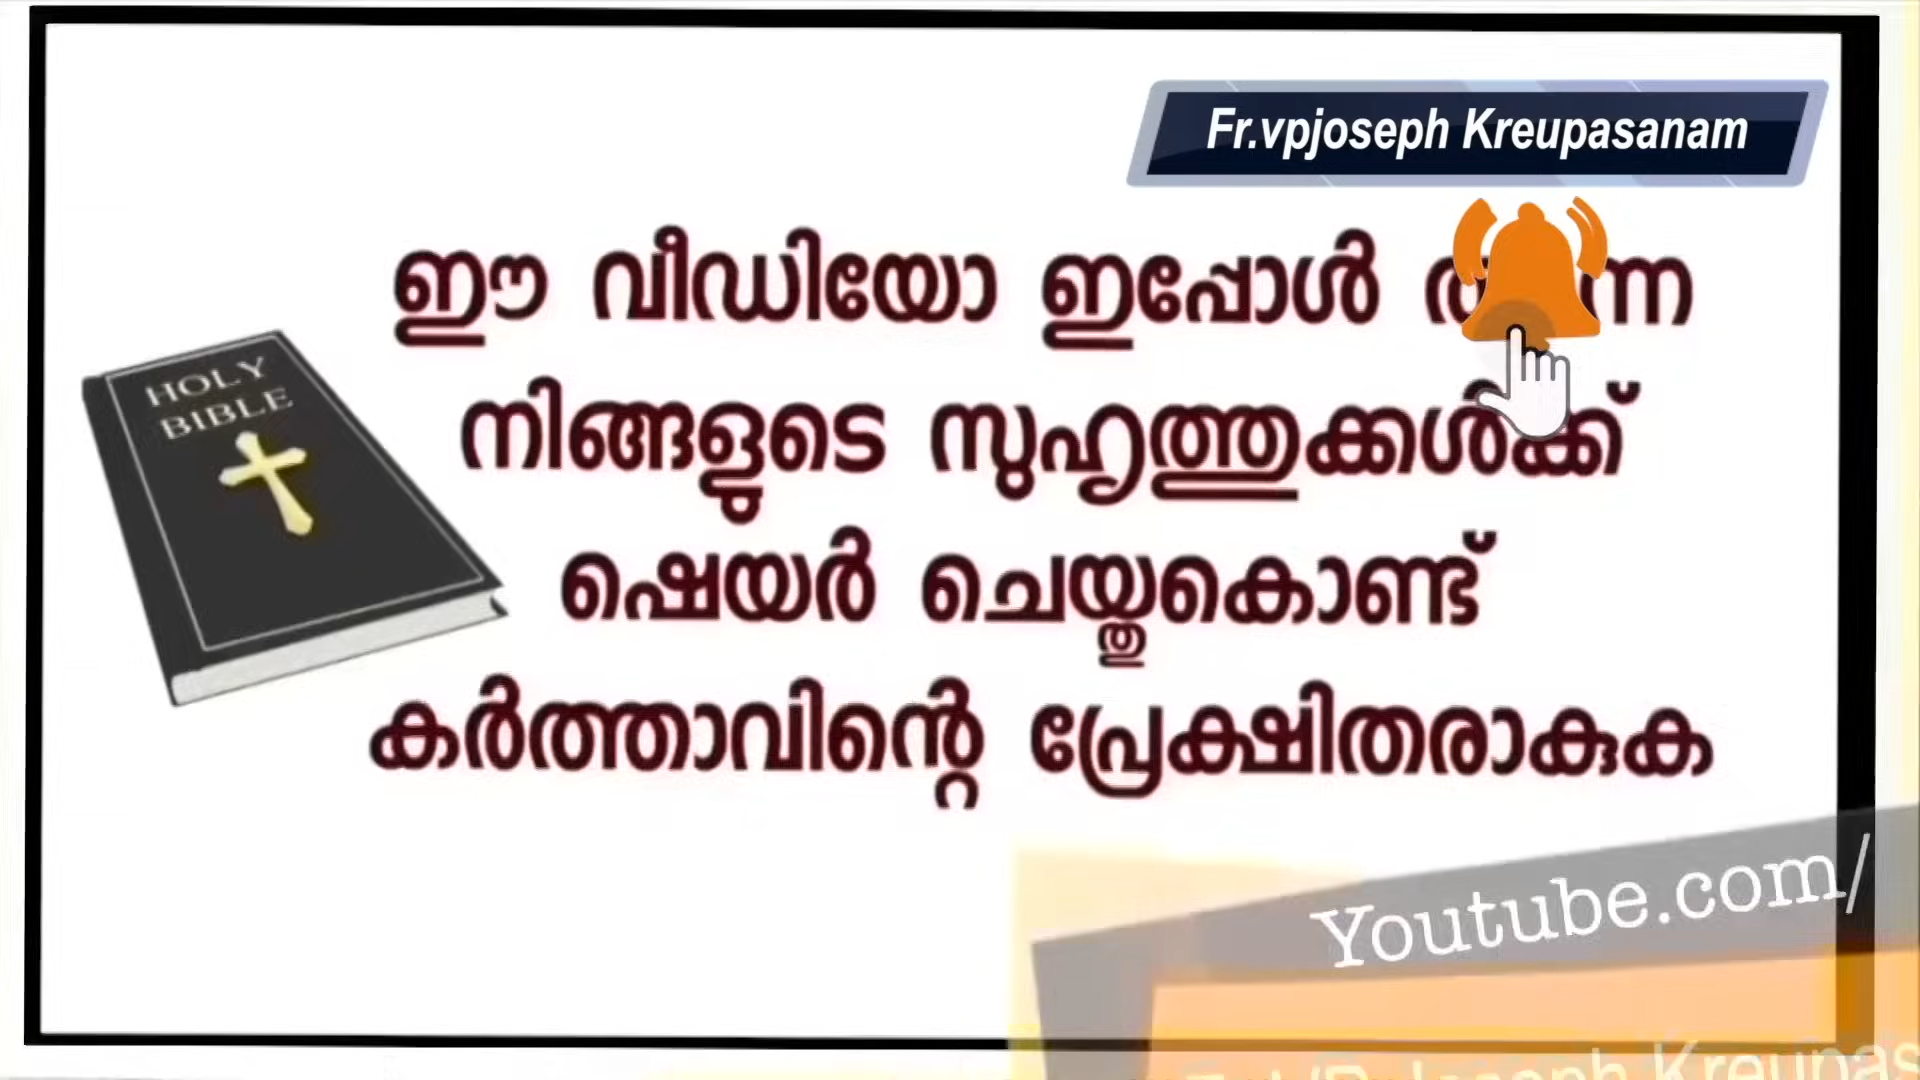 Fr.vpjoseph Kreupasanam
ഈ വീഡിയോ ഇപ്പോൾ
നിങ്ങളുടെ സുഹൃത്തുക്കൾക്ക്
ഷെയർ ചെയ്തുകൊണ്ട്
കർത്താവിന്റെ പ്രേക്ഷിതരാകുക
HOLY
BIBLE
Youtube.com/